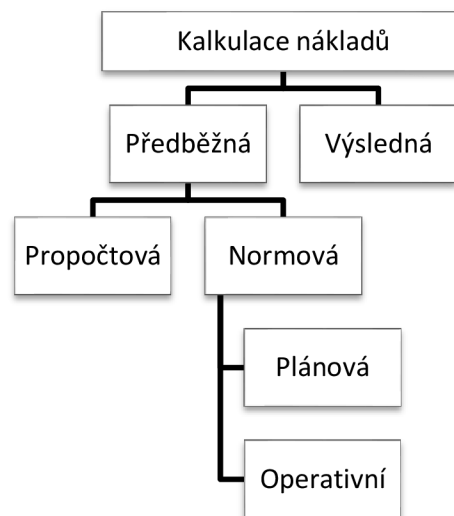 Kalkulace nákladů
Předběžná
Výsledná
Propočtová
Normová
Plánová
Operativní